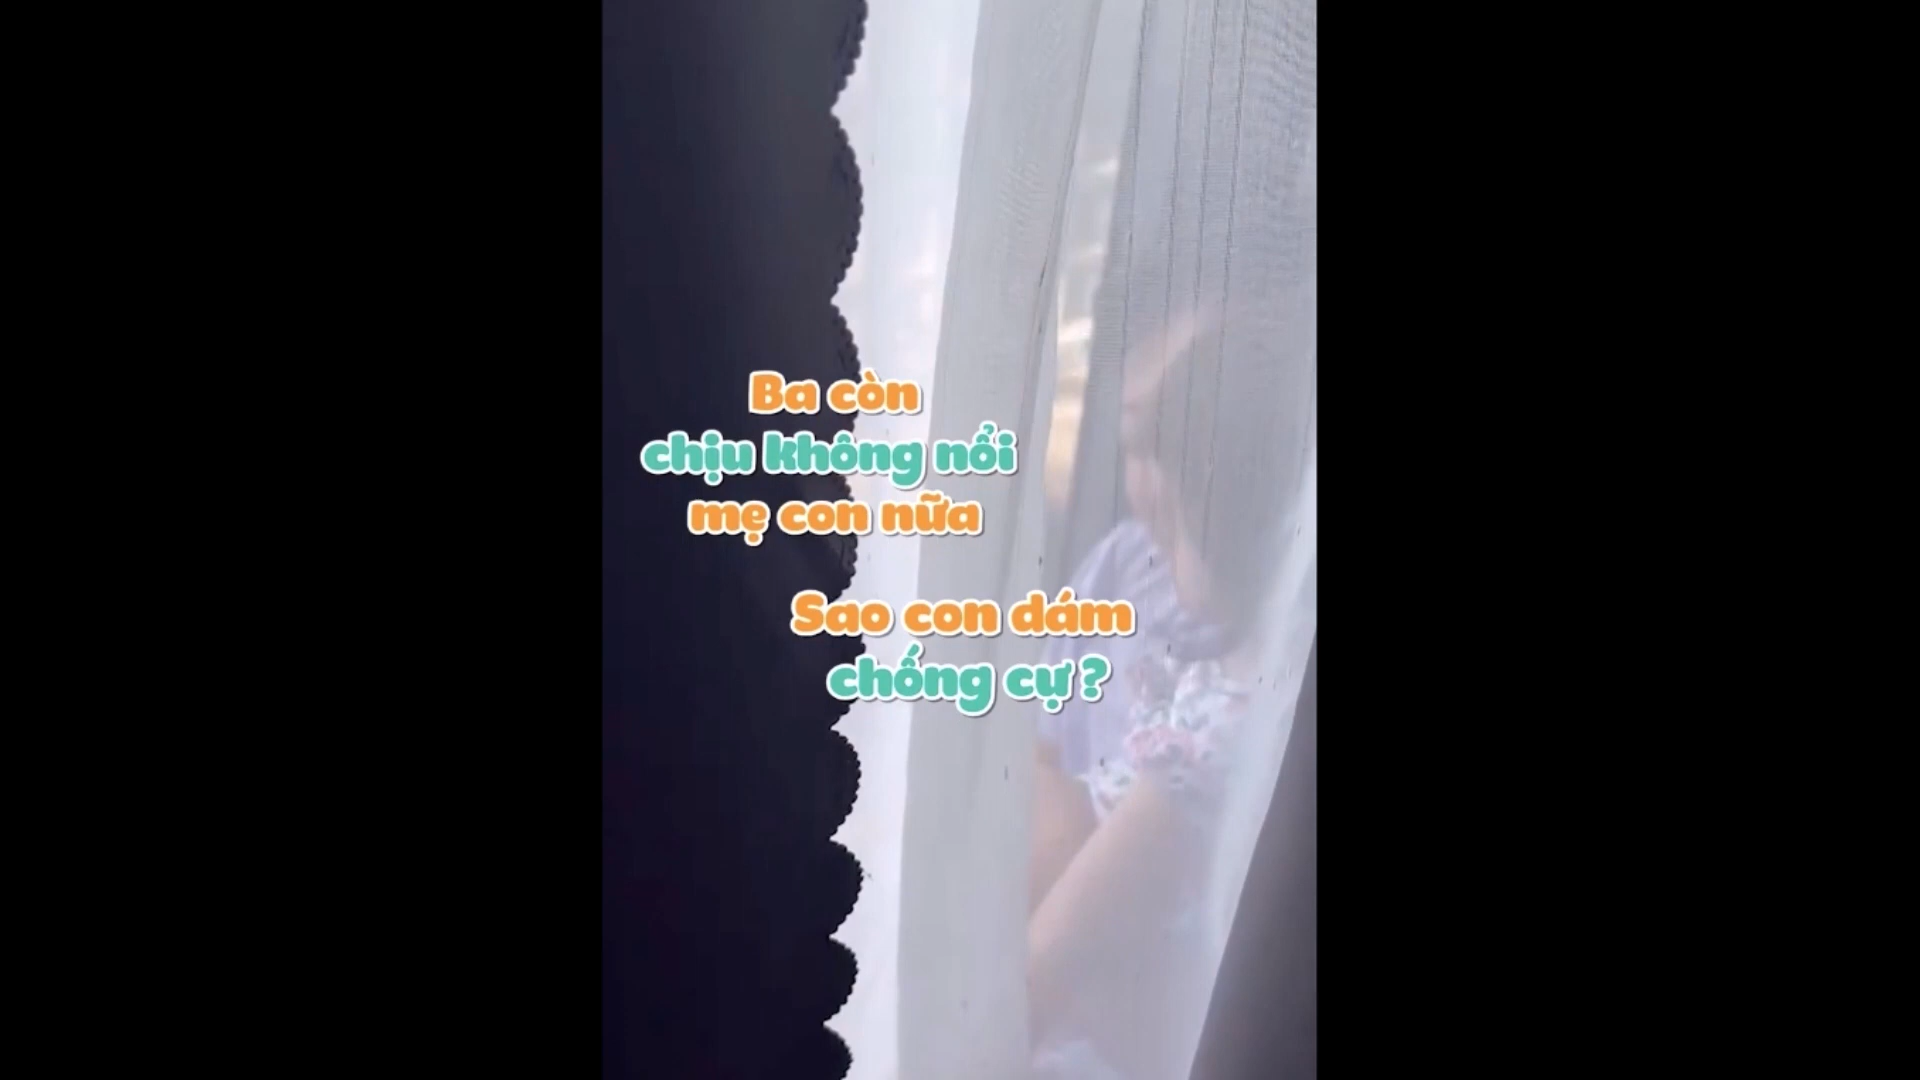 Ba còn
chịu không nổi
mẹ con nữa
Sao con dám
chống cự ?